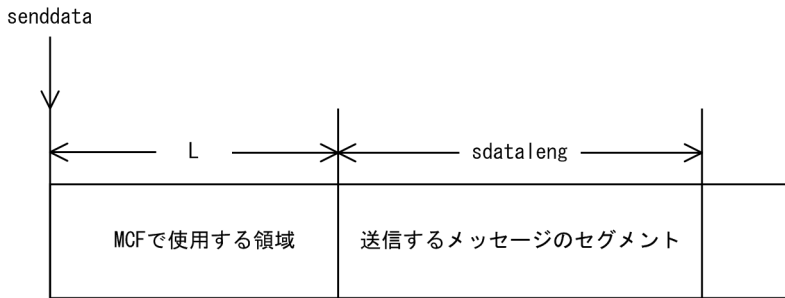 senddata
L
sdataleng
MCFで使用する領域
送信するメッセージのセグメント